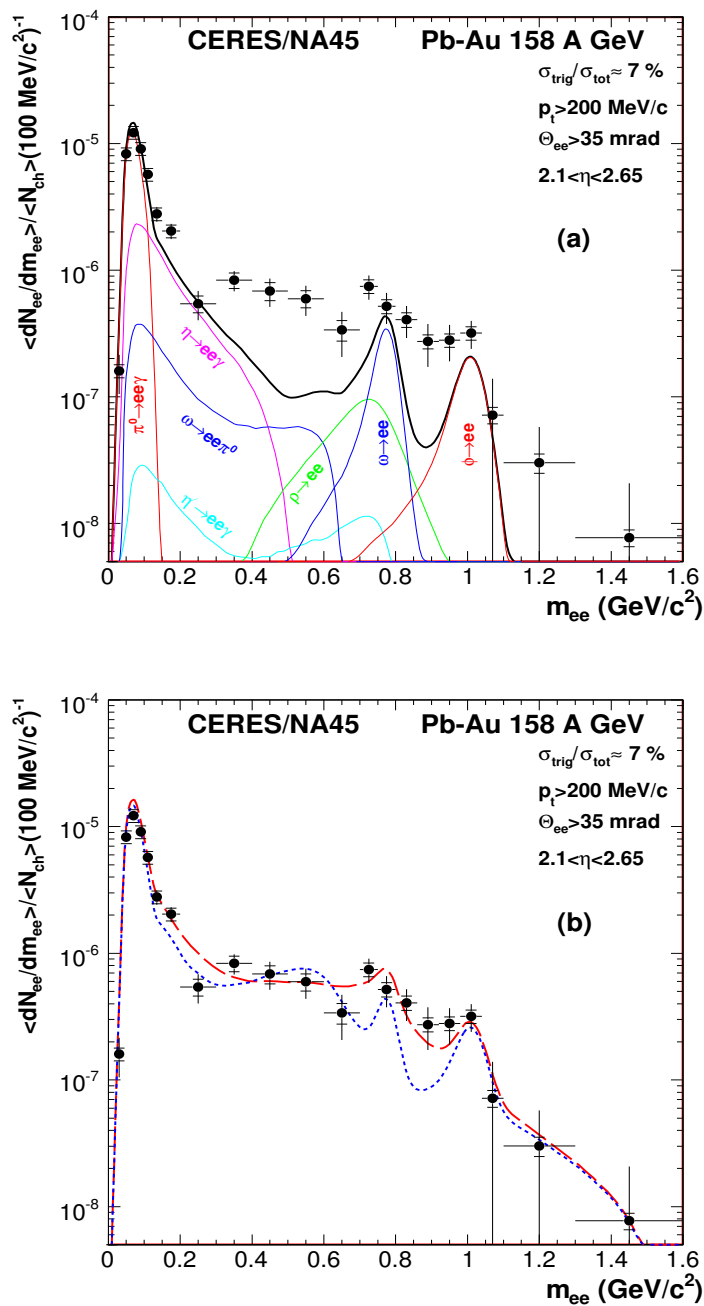 CERES/NA45 Pb-Au 158 A GeV
σtrig/σtot≈ 7 %
pt>200 MeV/c
Θee>35 mrad
2.1<η<2.65
(a)
<dNee/dmee>/<Nch>(100 MeV/c²)⁻¹
10⁻⁵
10⁻⁶
10⁻⁷
10⁻⁸
π⁰→eeγ
η→eeγ
ω→eeπ⁰
η→eeγ
ρ→ee
ω→ee
φ→ee
0 0.2 0.4 0.6 0.8 1 1.2 1.4 1.6
mee (GeV/c²)
CERES/NA45 Pb-Au 158 A GeV
σtrig/σtot≈ 7 %
pt>200 MeV/c
Θee>35 mrad
2.1<η<2.65
(b)
<dNee/dmee>/<Nch>(100 MeV/c²)⁻¹
10⁻⁴
10⁻⁵
10⁻⁶
10⁻⁷
10⁻⁸
0 0.2 0.4 0.6 0.8 1 1.2 1.4 1.6
mee (GeV/c²)